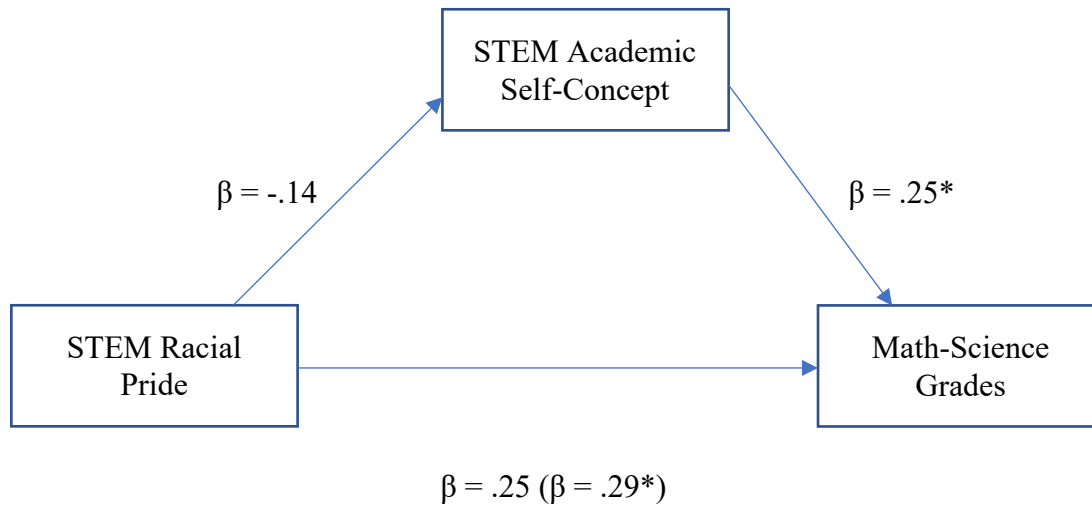 STEM Academic
Self-Concept
β = -.14
β = .25*
STEM Racial
Pride
Math-Science
Grades
β = .25 (β = .29*)